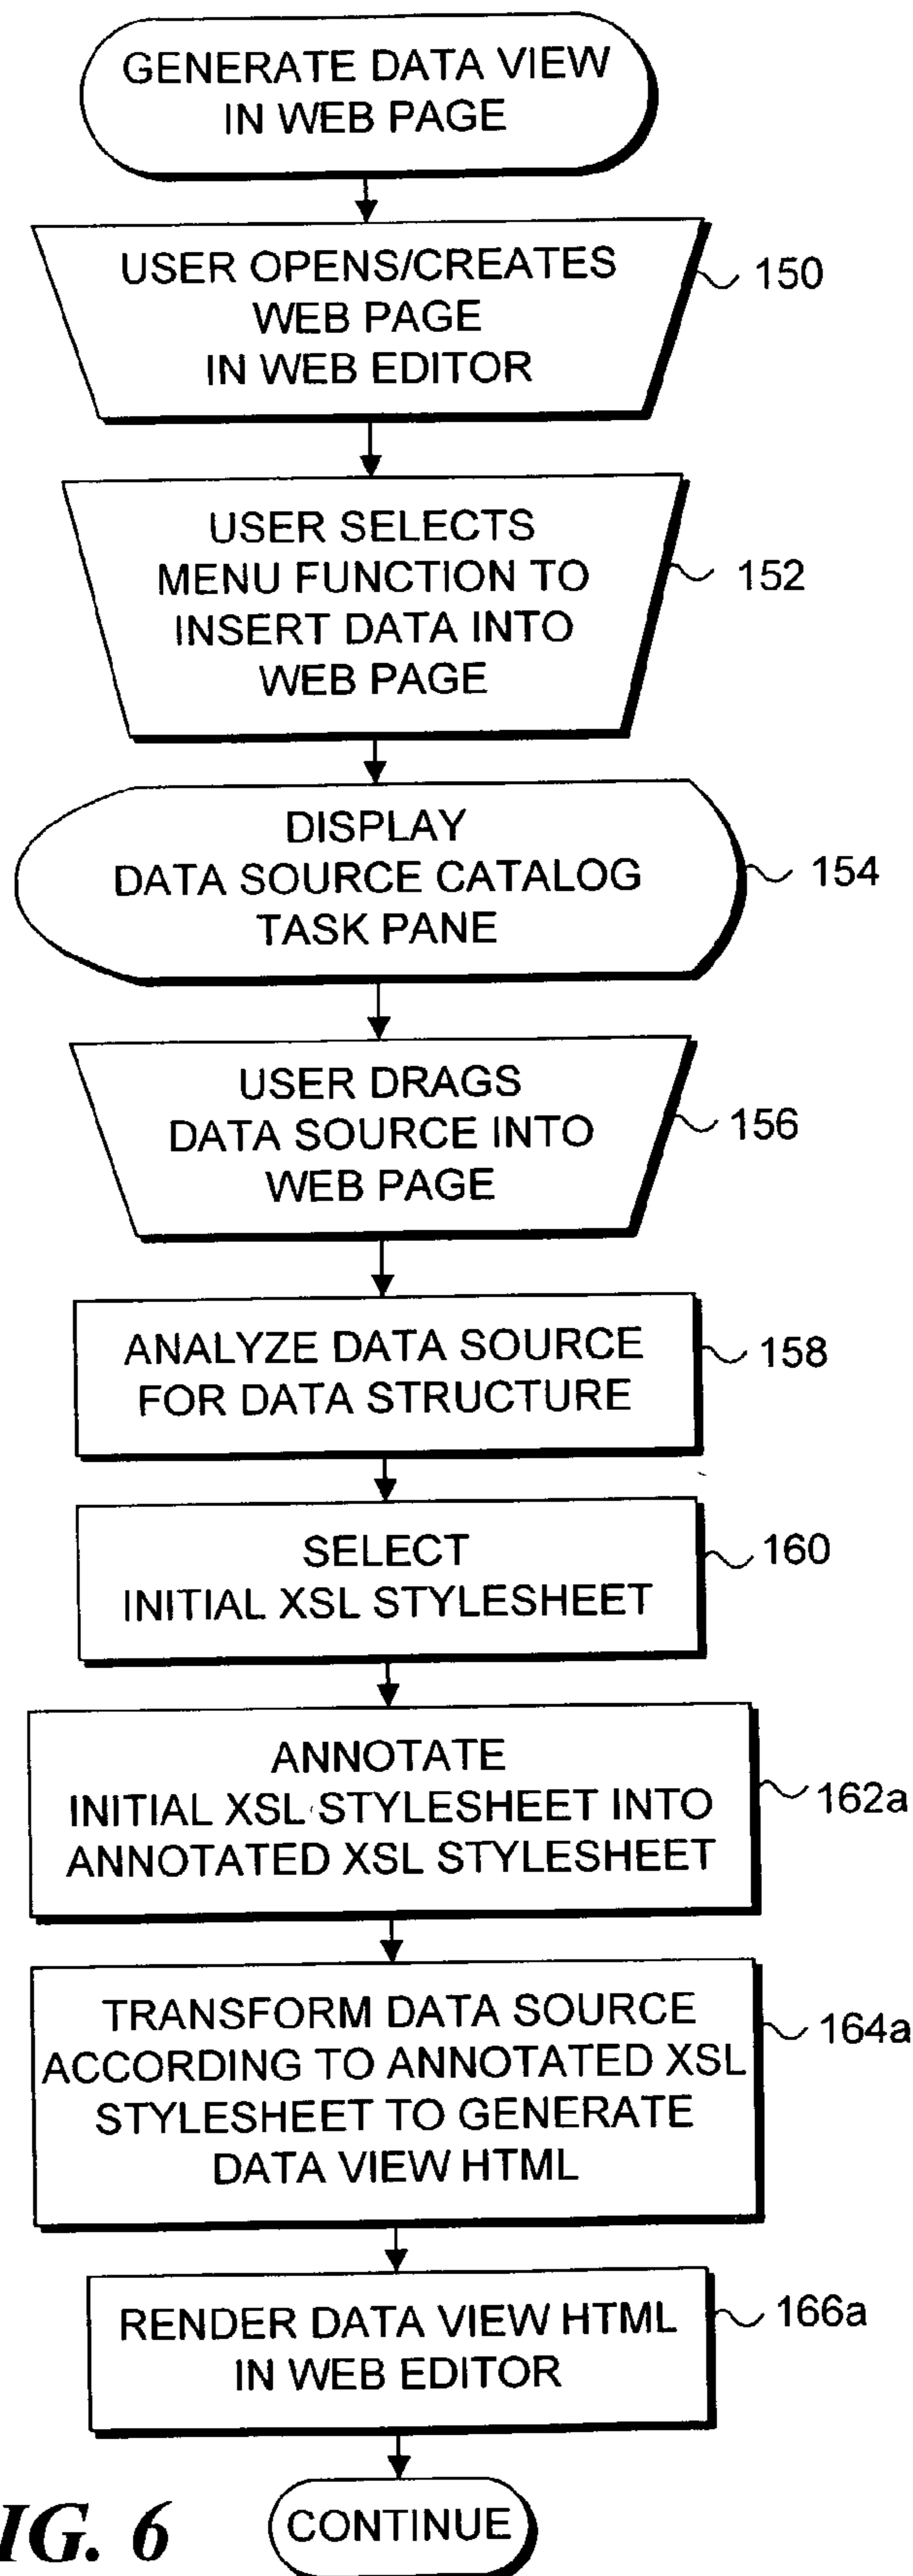 GENERATE DATA VIEW
IN WEB PAGE
USER OPENS/CREATES
WEB PAGE
IN WEB EDITOR
150
USER SELECTS
MENU FUNCTION TO
INSERT DATA INTO
WEB PAGE
152
DISPLAY
DATA SOURCE CATALOG
TASK PANE
154
USER DRAGS
DATA SOURCE INTO
WEB PAGE
156
ANALYZE DATA SOURCE
FOR DATA STRUCTURE
158
SELECT
INITIAL XSL STYLESHEET
160
ANNOTATE
INITIAL XSL STYLESHEET INTO
ANNOTATED XSL STYLESHEET
162a
TRANSFORM DATA SOURCE
ACCORDING TO ANNOTATED XSL
STYLESHEET TO GENERATE
DATA VIEW HTML
164a
RENDER DATA VIEW HTML
IN WEB EDITOR
166a
CONTINUE
IG. 6